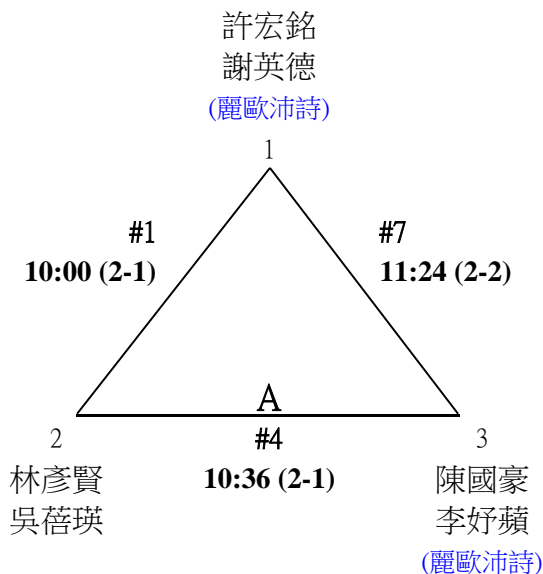 許宏銘
謝英德
(麗歐沛詩)
1
#1
#7
10:00 (2-1)
11:24 (2-2)
A
2
#4
3
林彥賢
10:36 (2-1)
陳國豪
吳蓓瑛
李妤蘋
(麗歐沛詩)